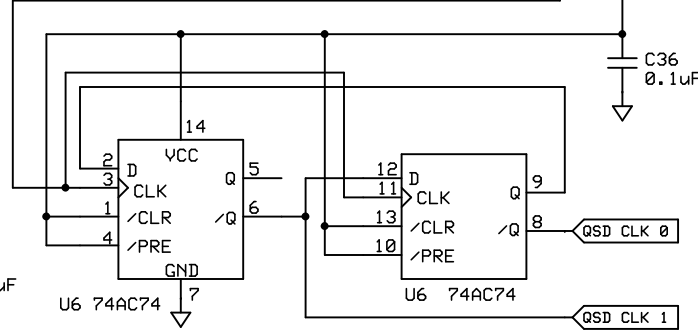 C36
0.1uF
14
VCC
2
D
3
CLK
1
/CLR
4
/PRE
Q
5
/Q
6
GND
7
U6 74AC74
uF
12
D
11
CLK
13
/CLR
10
/PRE
Q
9
/Q
8
U6 74AC74
QSD CLK 0
QSD CLK 1